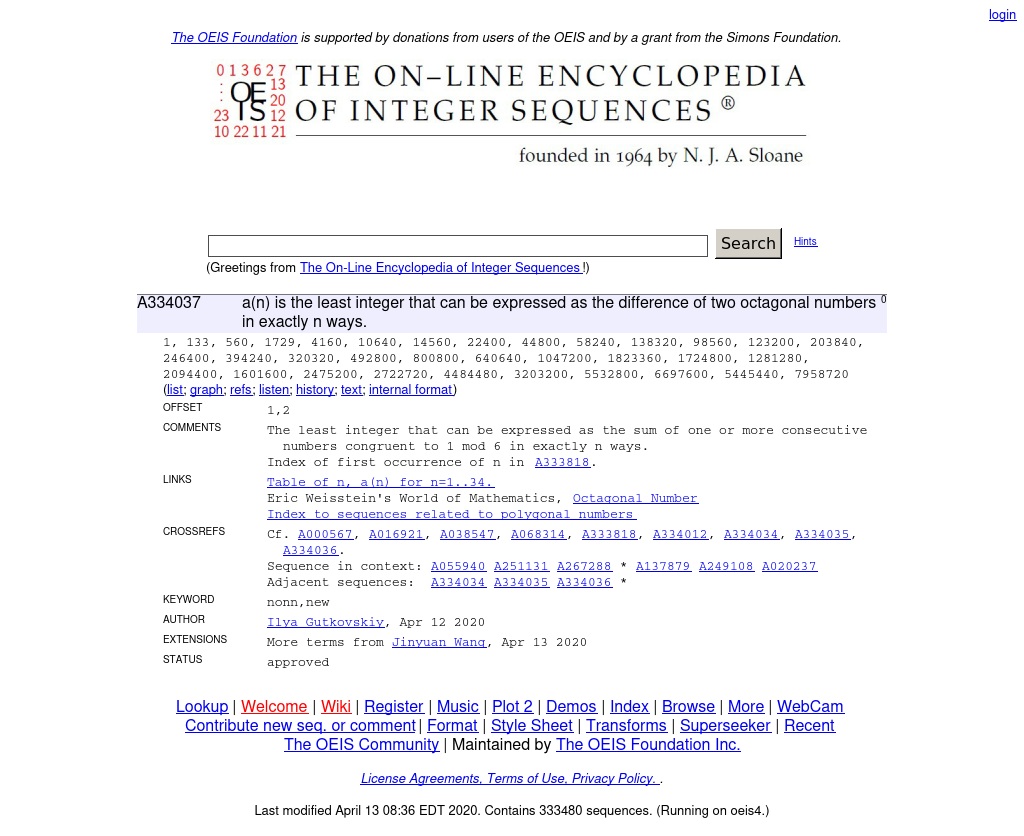 login
The OEIS Foundation is supported by donations from users of the OEIS and by a grant from the Simons Foundation.
0 1 3 6 2 7
: 13
: OE 20
23 IS 12
10 22 11 21
THE ON-LINE ENCYCLOPEDIA
OF INTEGER SEQUENCES ®
founded in 1964 by N. J. A. Sloane
Search
Hints
(Greetings from The On-Line Encyclopedia of Integer Sequences!)
A334037 a(n) is the least integer that can be expressed as the difference of two octagonal numbers 0
in exactly n ways.
1, 133, 560, 1729, 4160, 10640, 14560, 22400, 44800, 58240, 138320, 98560, 123200, 203840,
246400, 394240, 320320, 492800, 800800, 640640, 1047200, 1823360, 1724800, 1281280,
2094400, 1601600, 2475200, 2722720, 4484480, 3203200, 5532800, 6697600, 5445440, 7958720
(list; graph; refs; listen; history; text; internal format)
OFFSET 1,2
COMMENTS The least integer that can be expressed as the sum of one or more consecutive
numbers congruent to 1 mod 6 in exactly n ways.
Index of first occurrence of n in A333818.
LINKS Table of n, a(n) for n=1..34.
Eric Weisstein's World of Mathematics, Octagonal Number
Index to sequences related to polygonal numbers
CROSSREFS Cf. A000567, A016921, A038547, A068314, A333818, A334012, A334034, A334035,
A334036.
Sequence in context: A055940 A251131 A267288 * A137879 A249108 A020237
Adjacent sequences: A334034 A334035 A334036 *
KEYWORD nonn,new
AUTHOR Ilya Gutkovskiy, Apr 12 2020
EXTENSIONS More terms from Jinyuan Wang, Apr 13 2020
STATUS approved
Lookup | Welcome | Wiki | Register | Music | Plot 2 | Demos | Index | Browse | More | WebCam
Contribute new seq. or comment | Format | Style Sheet | Transforms | Superseeker | Recent
The OEIS Community | Maintained by The OEIS Foundation Inc.
License Agreements, Terms of Use, Privacy Policy. .
Last modified April 13 08:36 EDT 2020. Contains 333480 sequences. (Running on oeis4.)